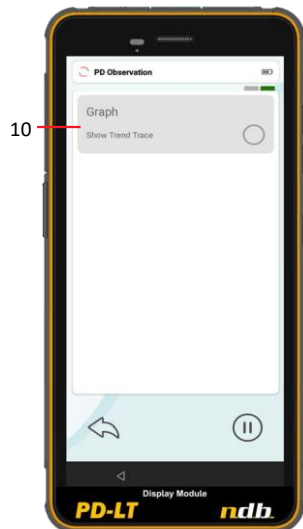 PD Observation
Graph
10
Show Trend Trace
Display Module
PD-LT
ndb